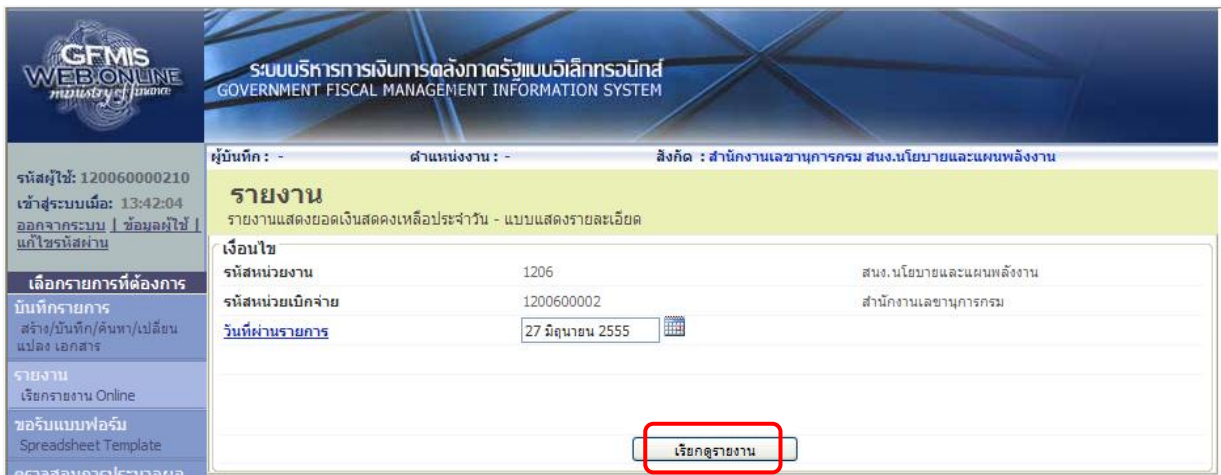 GFMIS
WEB ONLINE
ministry of finance
ระบบบริหารการเงินการคลังภาครัฐแบบอิเล็กทรอนิกส์
GOVERNMENT FISCAL MANAGEMENT INFORMATION SYSTEM
ผู้บันทึก : - ตำแหน่งงาน : - สังกัด : สำนักงานเลขานุการกรม สนง.นโยบายและแผนพลังงาน
รหัสผู้ใช้: 120060000210
เข้าสู่ระบบเมื่อ: 13:42:04
ออกจากระบบ | ข้อมูลผู้ใช้ |
แก้ไขรหัสผ่าน
เลือกรายการที่ต้องการ
บันทึกรายการ
สร้าง/บันทึก/ค้นหา/เปลี่ยน
แปลง เอกสาร
รายงาน
เรียกรายงาน Online
ขอรับแบบฟอร์ม
Spreadsheet Template
ตรวจสอบการประมวลผล
รายงาน
รายงานแสดงยอดเงินสดคงเหลือประจำวัน - แบบแสดงรายละเอียด
เงื่อนไข
รหัสหน่วยงาน 1206 สนง.นโยบายและแผนพลังงาน
รหัสหน่วยเบิกจ่าย 1200600002 สำนักงานเลขานุการกรม
วันที่ผ่านรายการ 27 มิถุนายน 2555
เรียกดูรายงาน